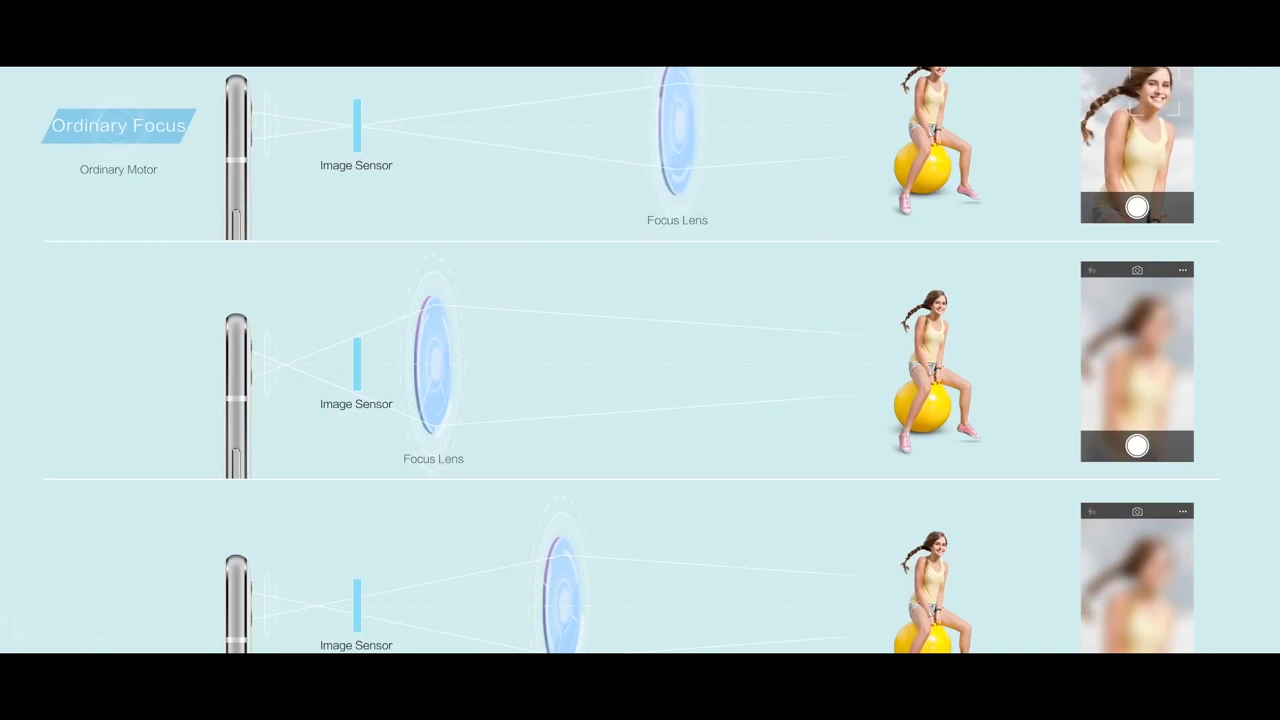 Ordinary Focus
Ordinary Motor
Image Sensor
Focus Lens
Image Sensor
Focus Lens
Image Sensor